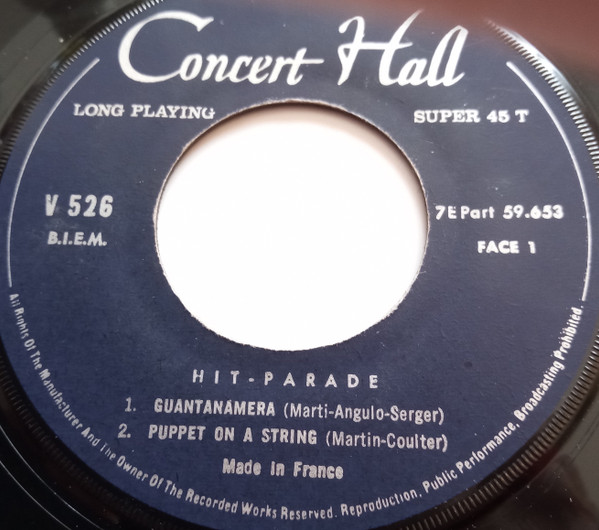 Concert Hall
LONG PLAYING
SUPER 45 T
V 526
B.I.E.M.
7E Part 59.653
FACE 1
HIT-PARADE
1. GUANTANAMERA (Marti-Angulo-Serger)
2. PUPPET ON A STRING (Martin-Coulter)
Made in France
All Rights Of The Manufacturer And The Owner Of The Recorded Works Reserved. Reproduction, Public Performance, Broadcasting Prohibited.